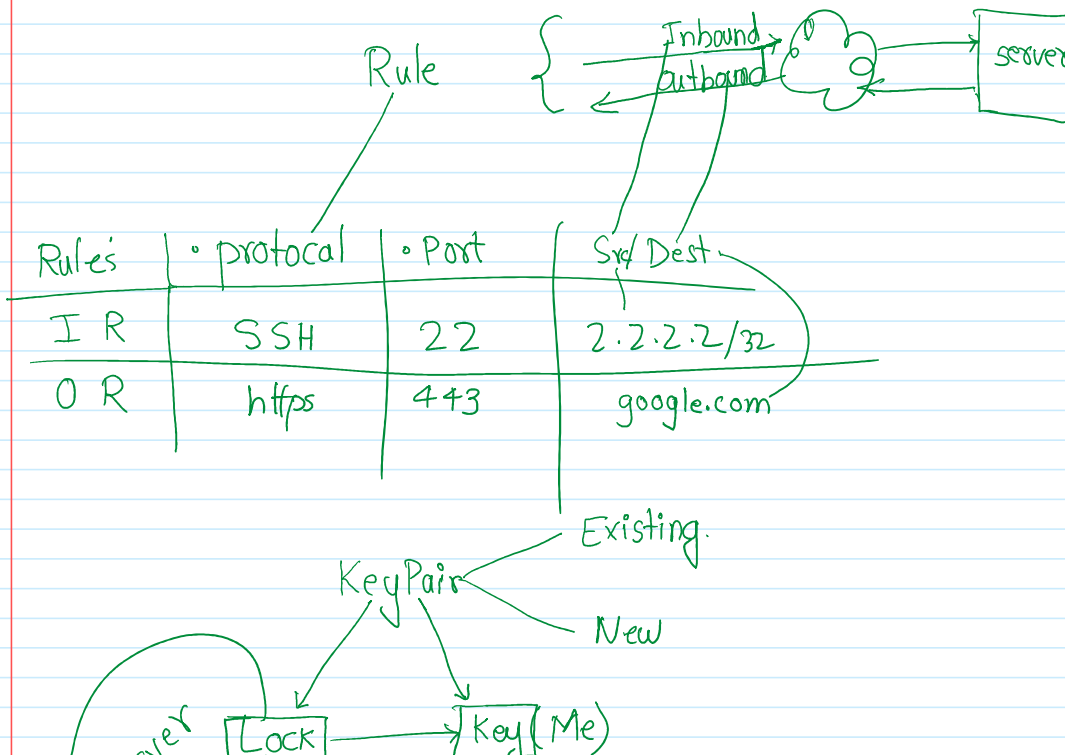 Inbound
Rule
outbound
server
Rules
• protocal
• Port
Src/Dest
I R
SSH
22
2.2.2.2/32
O R
https
443
google.com
Existing.
KeyPair
New
Lock
Key(Me)